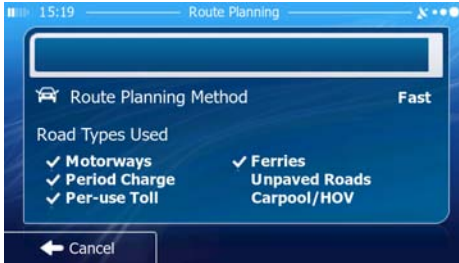 15:19 Route Planning
Route Planning Method Fast
Road Types Used
Motorways Ferries
Period Charge Unpaved Roads
Per-use Toll Carpool/HOV
Cancel